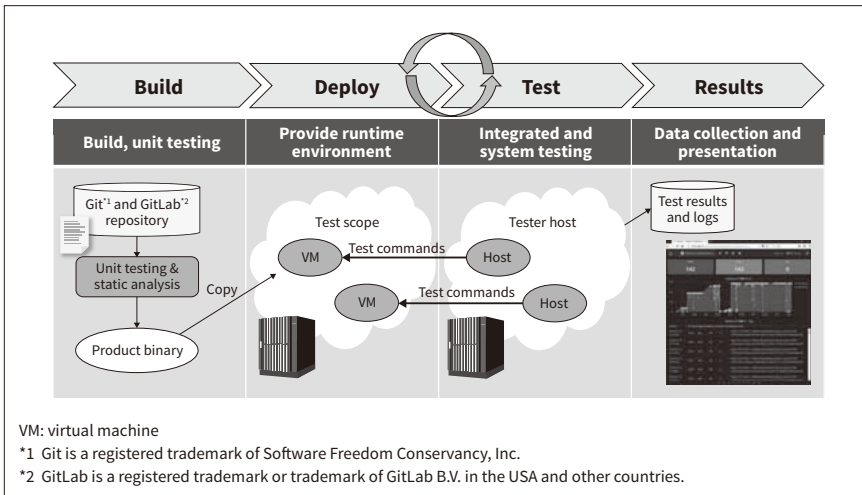 Build
Deploy
Test
Results
Build, unit testing
Provide runtime
environment
Integrated and
system testing
Data collection and
presentation
Git*1 and GitLab*2
repository
Unit testing &
static analysis
Product binary
Copy
Test scope
VM
Test commands
VM
Test commands
Tester host
Host
Host
Test results
and logs
VM: virtual machine
*1 Git is a registered trademark of Software Freedom Conservancy, Inc.
*2 GitLab is a registered trademark or trademark of GitLab B.V. in the USA and other countries.